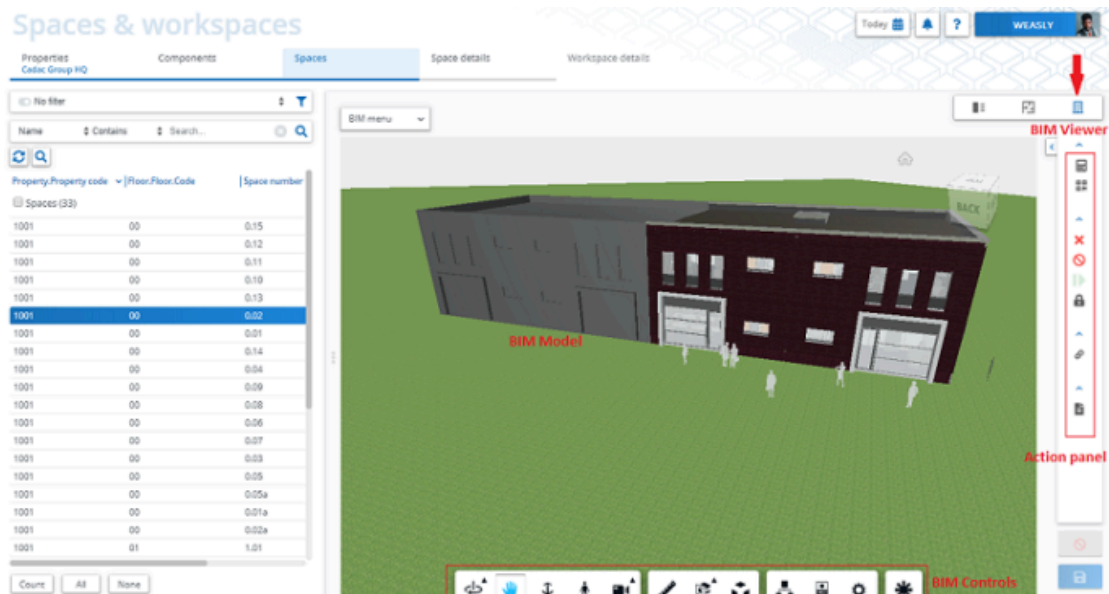 Spaces & workspaces
Today
?
WEASLY
Properties
Cadac Group HQ
Components
Spaces
Space details
Workspace details
No filter
Name
Contains
Search...
BIM menu
BIM Viewer
Property.Property code
Floor.Floor.Code
Space number
Spaces (33)
1001 00 0.15
1001 00 0.12
1001 00 0.11
1001 00 0.10
1001 00 0.13
1001 00 0.02
1001 00 0.01
1001 00 0.14
1001 00 0.04
1001 00 0.09
1001 00 0.08
1001 00 0.06
1001 00 0.07
1001 00 0.03
1001 00 0.05
1001 00 0.05a
1001 00 0.01a
1001 00 0.02a
1001 01 1.01
BACK
BIM Model
Action panel
Count
All
None
BIM Controls